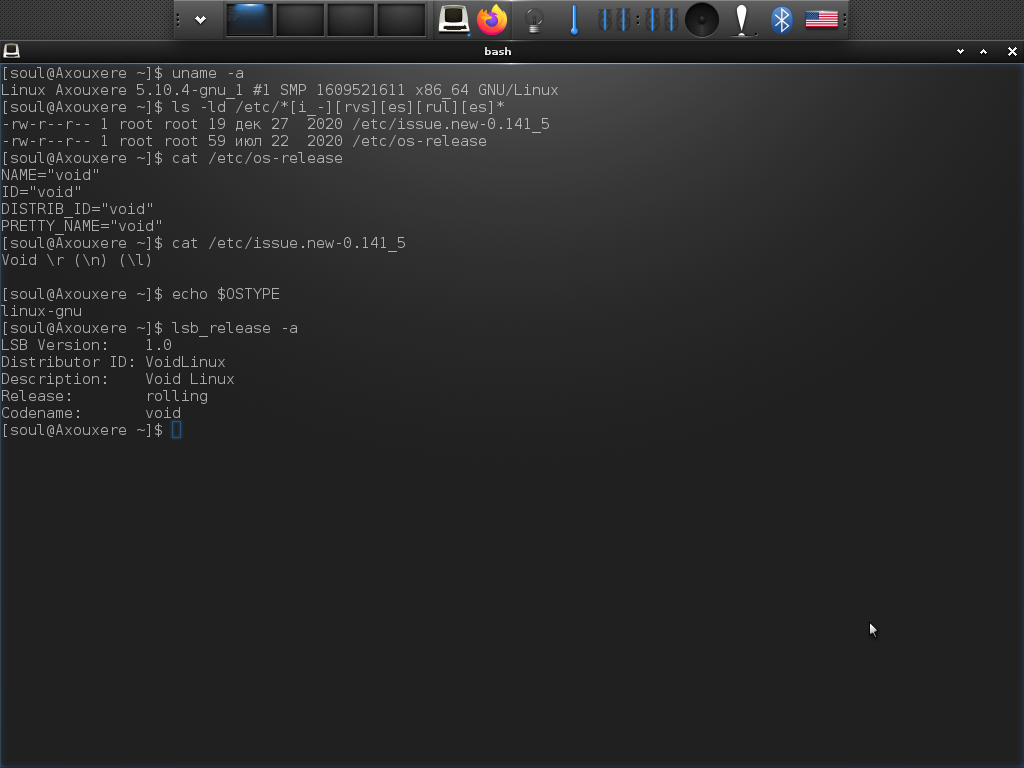 bash
[soul@Axouxere ~]$ uname -a
Linux Axouxere 5.10.4-gnu_1 #1 SMP 1609521611 x86_64 GNU/Linux
[soul@Axouxere ~]$ ls -ld /etc/*[i_-][rvs][es][rul][es]*
-rw-r--r-- 1 root root 19 дек 27  2020 /etc/issue.new-0.141_5
-rw-r--r-- 1 root root 59 июл 22  2020 /etc/os-release
[soul@Axouxere ~]$ cat /etc/os-release
NAME="void"
ID="void"
DISTRIB_ID="void"
PRETTY_NAME="void"
[soul@Axouxere ~]$ cat /etc/issue.new-0.141_5
Void \r (\n) (\l)
[soul@Axouxere ~]$ echo $OSTYPE
linux-gnu
[soul@Axouxere ~]$ lsb_release -a
LSB Version:    1.0
Distributor ID: VoidLinux
Description:    Void Linux
Release:        rolling
Codename:       void
[soul@Axouxere ~]$